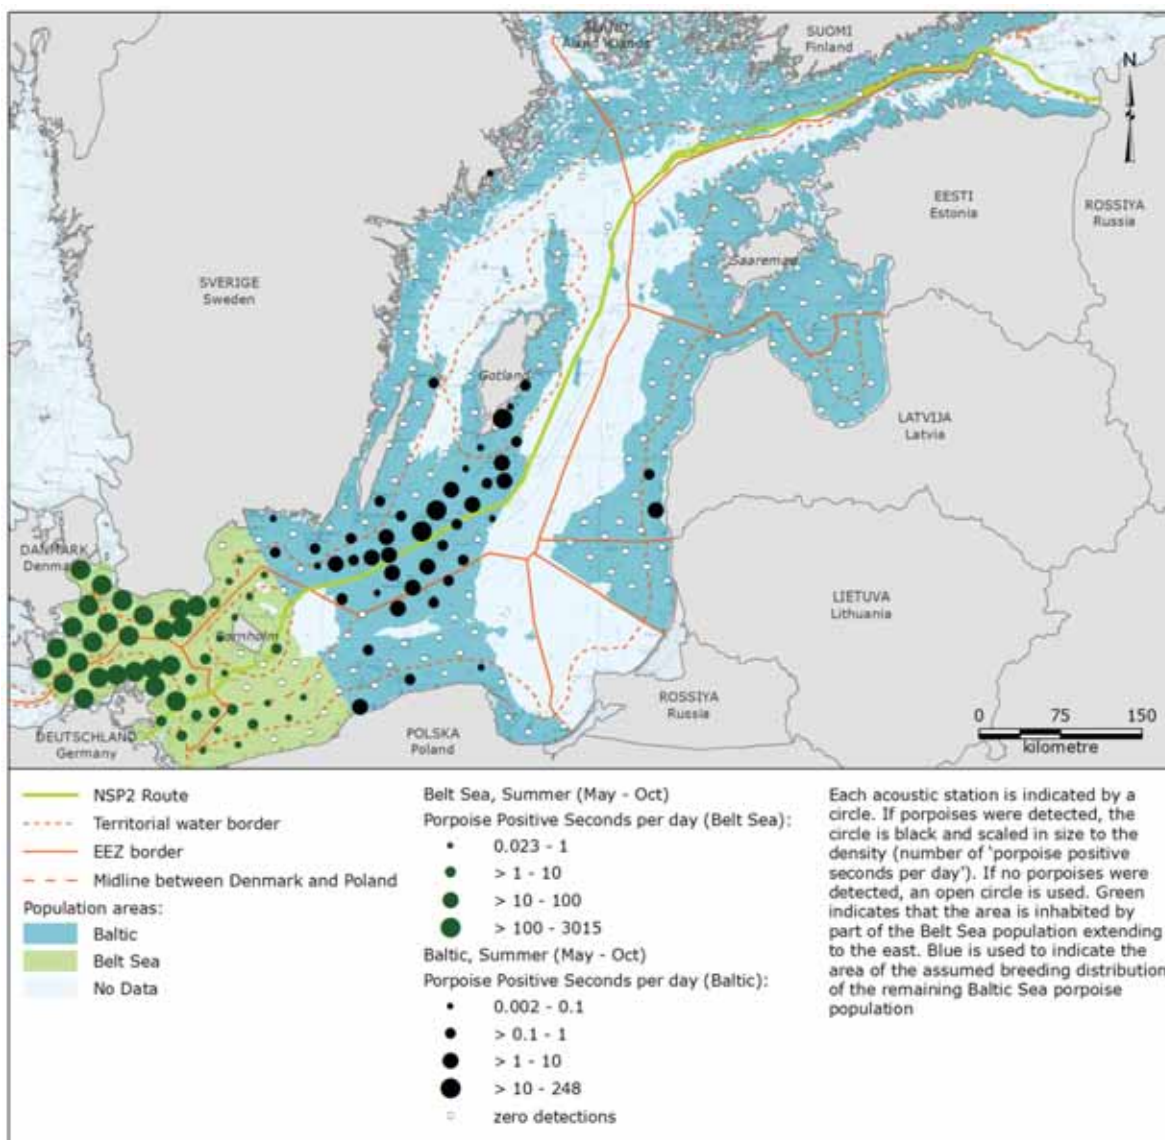 ÅLAND
Åland Islands
SUOMI
Finland
N
EESTI
Estonia
ROSSIYA
Russia
Saaremaa
SVERIGE
Sweden
Gotland
LATVIJA
Latvia
DANMARK
Denmark
LIETUVA
Lithuania
Bornholm
ROSSIYA
Russia
DEUTSCHLAND
Germany
POLSKA
Poland
0 75 150
kilometre
NSP2 Route
Territorial water border
EEZ border
Midline between Denmark and Poland
Population areas:
Baltic
Belt Sea
No Data
Belt Sea, Summer (May - Oct)
Porpoise Positive Seconds per day (Belt Sea):
0.023 - 1
> 1 - 10
> 10 - 100
> 100 - 3015
Baltic, Summer (May - Oct)
Porpoise Positive Seconds per day (Baltic):
0.002 - 0.1
> 0.1 - 1
> 1 - 10
> 10 - 248
zero detections
Each acoustic station is indicated by a
circle. If porpoises were detected, the
circle is black and scaled in size to the
density (number of 'porpoise positive
seconds per day'). If no porpoises were
detected, an open circle is used. Green
indicates that the area is inhabited by
part of the Belt Sea population extending
to the east. Blue is used to indicate the
area of the assumed breeding distribution
of the remaining Baltic Sea porpoise
population